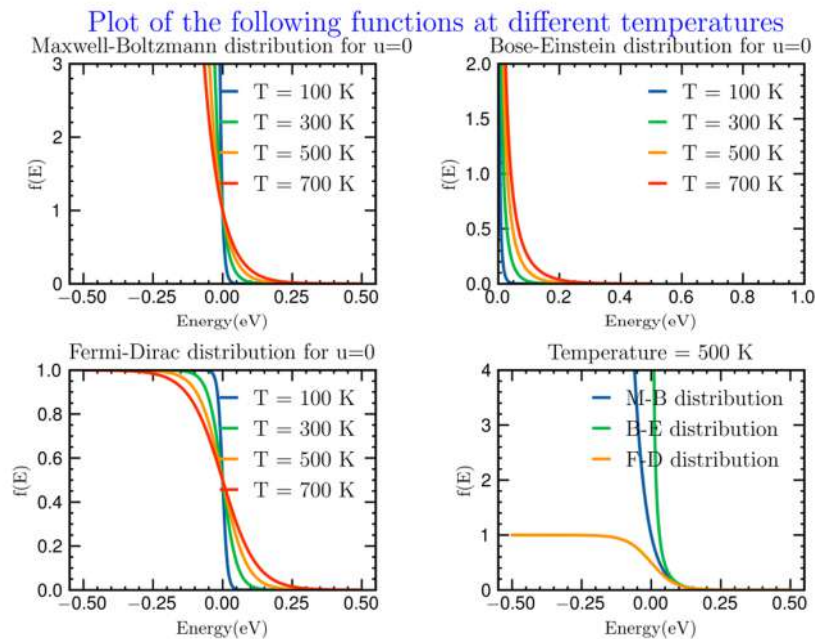 Plot of the following functions at different temperatures
Maxwell-Boltzmann distribution for u=0
f(E)
3
2
1
0
T = 100 K
T = 300 K
T = 500 K
T = 700 K
−0.50 −0.25 0.00 0.25 0.50
Energy(eV)
Bose-Einstein distribution for u=0
f(E)
2.0
1.5
1.0
0.5
0.0
T = 100 K
T = 300 K
T = 500 K
T = 700 K
0.0 0.2 0.4 0.6 0.8 1.0
Energy(eV)
Fermi-Dirac distribution for u=0
f(E)
1.0
0.8
0.6
0.4
0.2
0.0
T = 100 K
T = 300 K
T = 500 K
T = 700 K
−0.50 −0.25 0.00 0.25 0.50
Energy(eV)
Temperature = 500 K
f(E)
4
3
2
1
0
M-B distribution
B-E distribution
F-D distribution
−0.50 −0.25 0.00 0.25 0.50
Energy(eV)